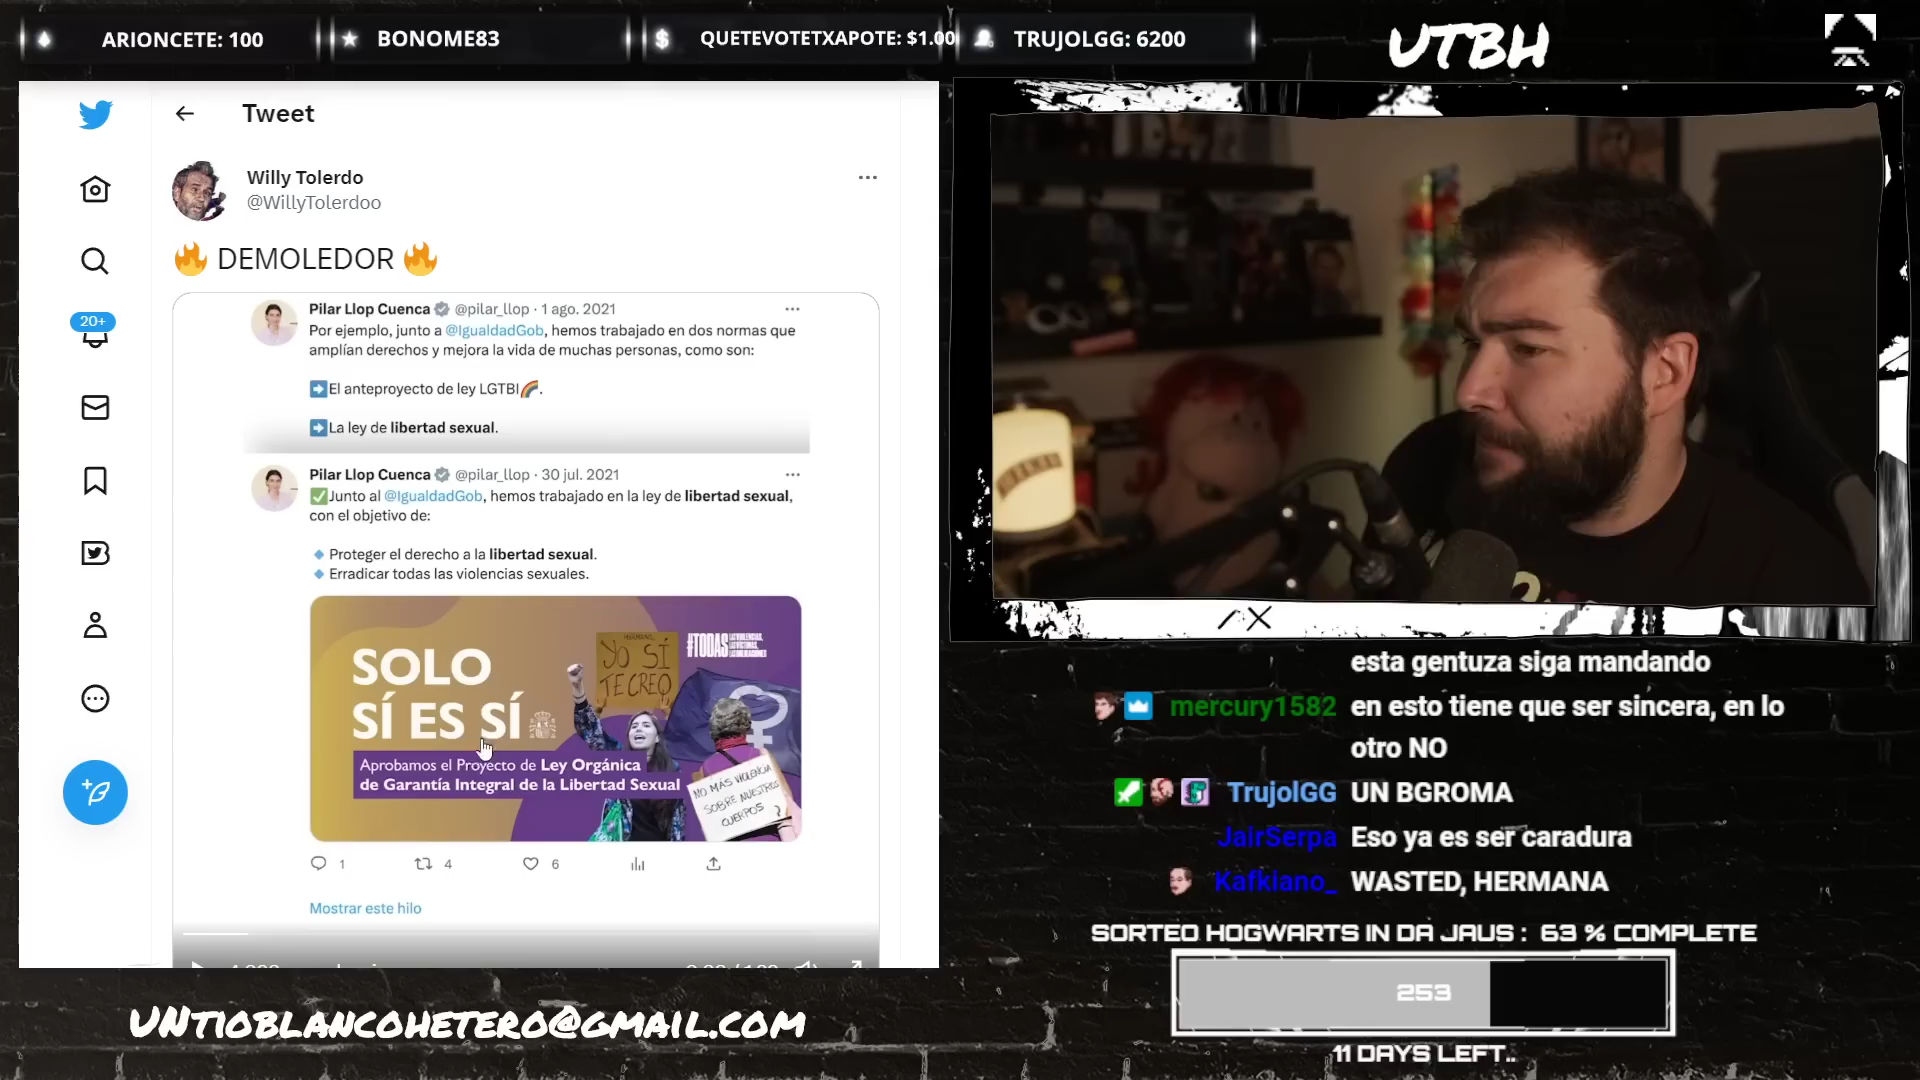 ARIONCETE: 100
BONOME83
QUETEVOTETXAPOTE: $1.00
TRUJOLGG: 6200
UTBH
Tweet
Willy Tolerdo
@WillyTolerdoo
🔥 DEMOLEDOR 🔥
20+
Pilar Llop Cuenca @pilar_llop · 1 ago. 2021
Por ejemplo, junto a @IgualdadGob, hemos trabajado en dos normas que
amplían derechos y mejora la vida de muchas personas, como son:
➡️El anteproyecto de ley LGTBI🌈.
➡️La ley de libertad sexual.
Pilar Llop Cuenca @pilar_llop · 30 jul. 2021
✅Junto al @IgualdadGob, hemos trabajado en la ley de libertad sexual,
con el objetivo de:
🔹Proteger el derecho a la libertad sexual.
🔹Erradicar todas las violencias sexuales.
SOLO
SÍ ES SÍ
HERMANA,
YO SÍ
TE CREO
#TODAS
Aprobamos el Proyecto de Ley Orgánica
de Garantía Integral de la Libertad Sexual
NO MÁS VIOLENCIA
SOBRE NUESTROS
CUERPOS
1 4 6
Mostrar este hilo
esta gentuza siga mandando
mercury1582 en esto tiene que ser sincera, en lo
otro NO
TrujolGG UN BGROMA
JaIrSerpa Eso ya es ser caradura
KafkIano_ WASTED, HERMANA
SORTEO HOGWARTS IN DA JAUS : 63 % COMPLETE
253
11 DAYS LEFT..
UNTIOBLANCOHETERO@GMAIL.COM